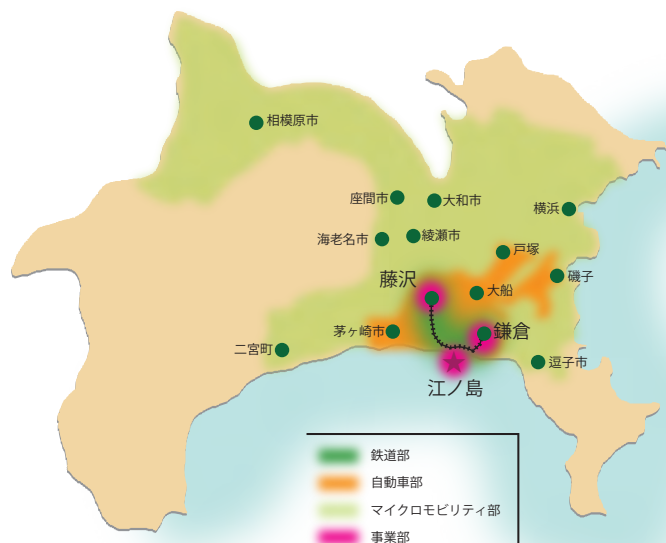 相模原市
座間市
大和市
横浜
海老名市
綾瀬市
戸塚
磯子
藤沢
大船
茅ヶ崎市
鎌倉
二宮町
逗子市
江ノ島
鉄道部
自動車部
マイクロモビリティ部
事業部